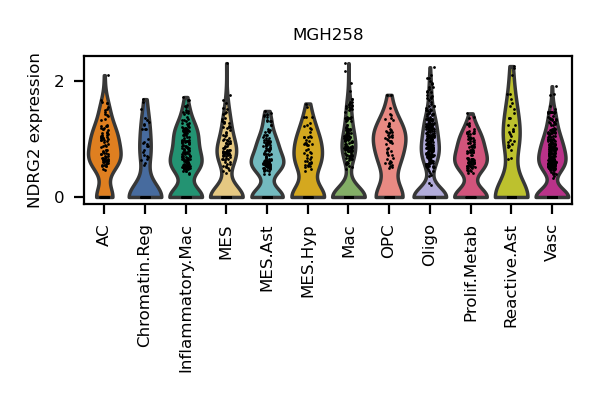 MGH258
NDRG2 expression
2
0
AC
Chromatin.Reg
Inflammatory.Mac
MES
MES.Ast
MES.Hyp
Mac
OPC
Oligo
Prolif.Metab
Reactive.Ast
Vasc